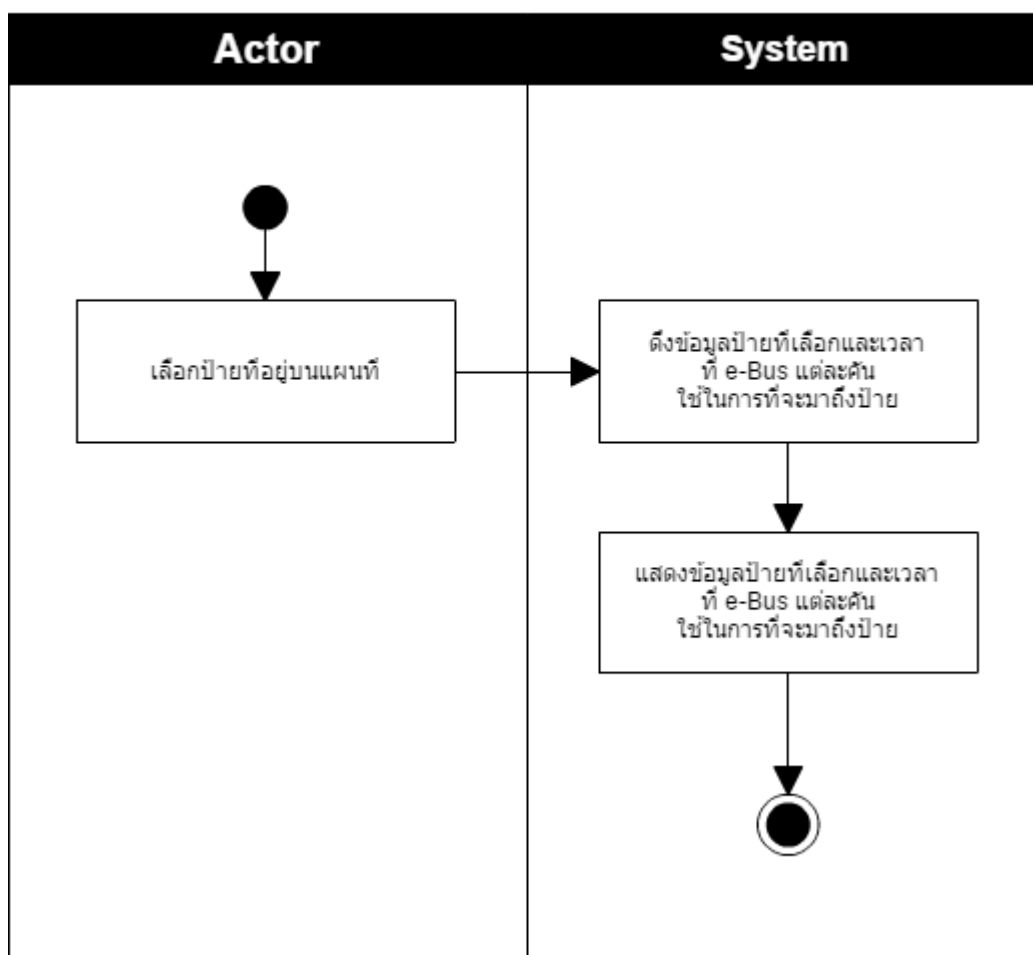 Actor
System
เลือกป้ายที่อยู่บนแผนที่
ดึงข้อมูลป้ายที่เลือกและเวลา
ที่ e-Bus แต่ละคัน
ใช้ในการที่จะมาถึงป้าย
แสดงข้อมูลป้ายที่เลือกและเวลา
ที่ e-Bus แต่ละคัน
ใช้ในการที่จะมาถึงป้าย